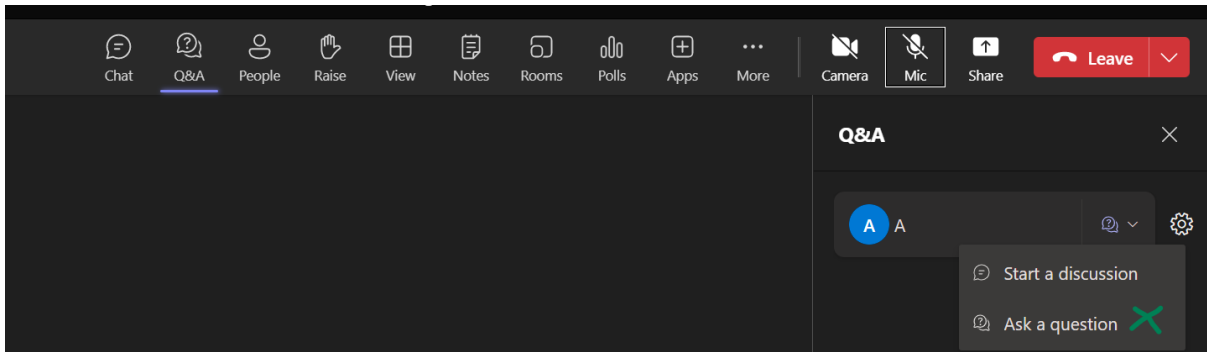 Chat Q&A People Raise View Notes Rooms Polls Apps More Camera Mic Share Leave
Q&A
A A
Start a discussion
Ask a question